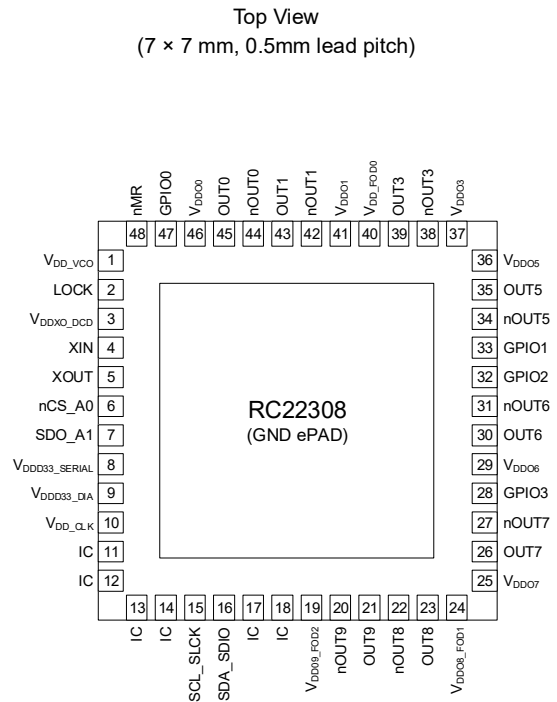 Top View
(7 × 7 mm, 0.5mm lead pitch)
nMR
GPIO0
VDDO0
OUT0
nOUT0
OUT1
nOUT1
VDDO1
VDD_FOD0
OUT3
nOUT3
VDDO3
48 47 46 45 44 43 42 41 40 39 38 37
VDD_VCO 1
LOCK 2
VDDXO_DCD 3
XIN 4
XOUT 5
nCS_A0 6
SDO_A1 7
VDDD33_SERIAL 8
VDDD33_DIA 9
VDD_CLK 10
IC 11
IC 12
RC22308
(GND ePAD)
36 VDDO5
35 OUT5
34 nOUT5
33 GPIO1
32 GPIO2
31 nOUT6
30 OUT6
29 VDDO6
28 GPIO3
27 nOUT7
26 OUT7
25 VDDO7
13 14 15 16 17 18 19 20 21 22 23 24
IC
IC
SCL_SLCK
SDA_SDIO
IC
IC
VDDO9_FOD2
nOUT9
OUT9
nOUT8
OUT8
VDDO8_FOD1